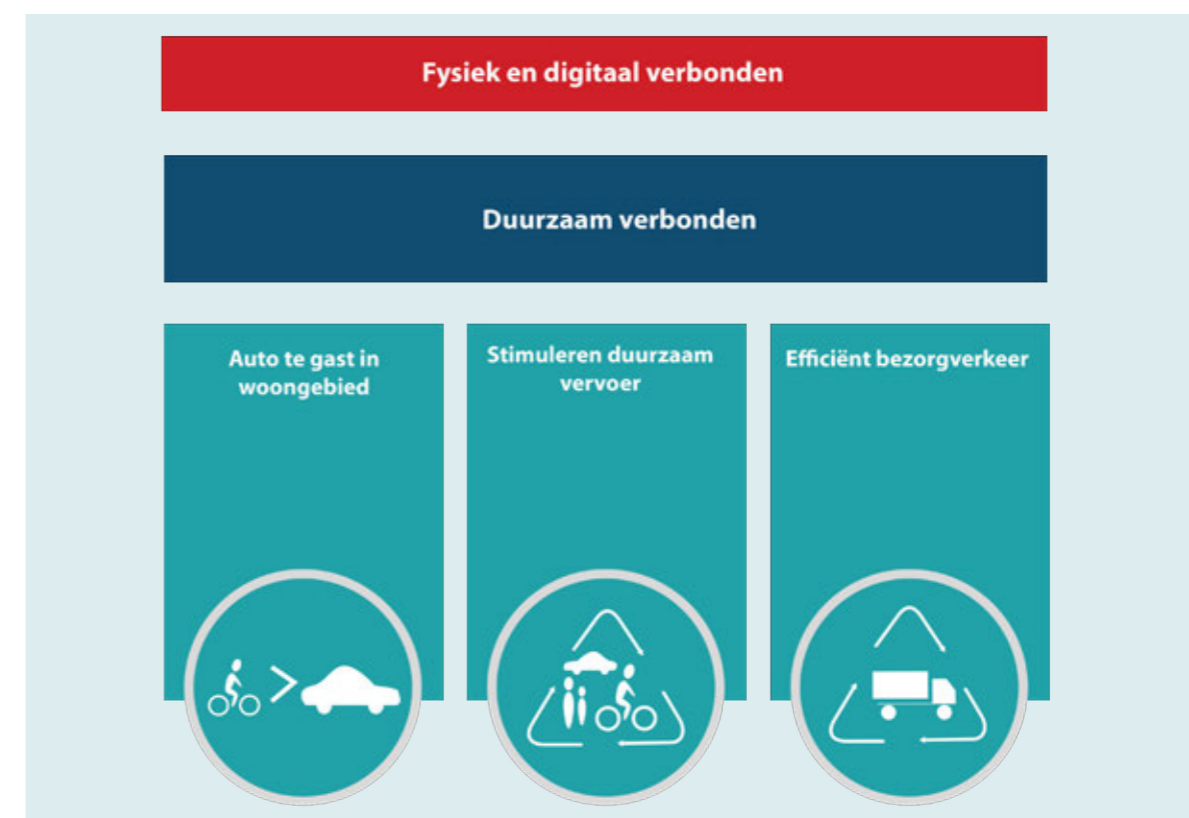 Fysiek en digitaal verbonden
Duurzaam verbonden
Auto te gast in
woongebied
Stimuleren duurzaam
vervoer
Efficiënt bezorgverkeer